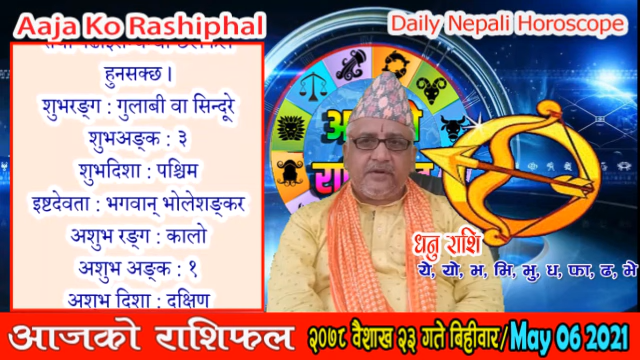 Aaja Ko Rashiphal
Daily Nepali Horoscope
हुनसक्छ ।
शुभरङ्ग : गुलाबी वा सिन्दूरे
शुभअङ्क : ३
शुभदिशा : पश्चिम
इष्टदेवता : भगवान् भोलेशङ्कर
अशुभ रङ्ग : कालो
अशुभ अङ्क : १
अशुभ दिशा : दक्षिण
धनु राशि
ये, यो, भ, मि, भु, ध, फा, ढ, भे
आजको राशिफल २०७८ वैशाख २३ गते बिहीवार/May 06 2021